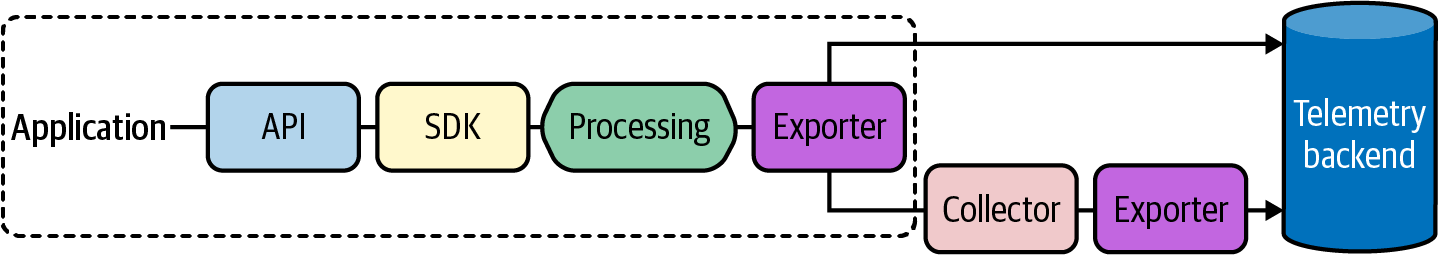 Application
API
SDK
Processing
Exporter
Collector
Exporter
Telemetry
backend